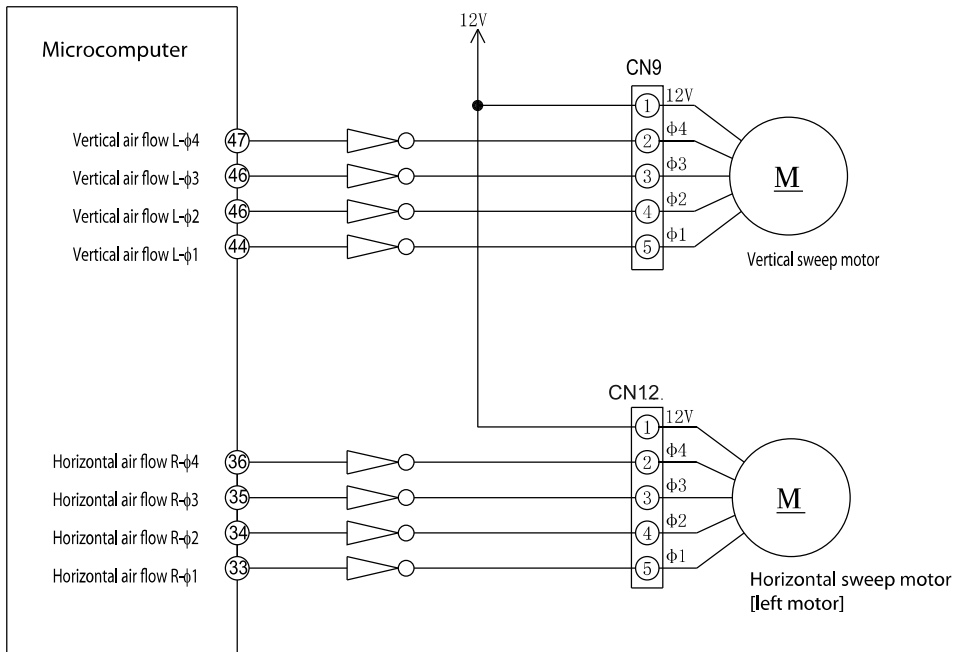 12V
Microcomputer
CN9
1 12V
Vertical air flow L-ϕ4 47 2 ϕ4
Vertical air flow L-ϕ3 46 3 ϕ3
M
Vertical air flow L-ϕ2 46 4 ϕ2
Vertical air flow L-ϕ1 44 5 ϕ1
Vertical sweep motor
CN12.
1 12V
Horizontal air flow R-ϕ4 36 2 ϕ4
Horizontal air flow R-ϕ3 35 3 ϕ3
M
Horizontal air flow R-ϕ2 34 4 ϕ2
Horizontal air flow R-ϕ1 33 5 ϕ1
Horizontal sweep motor
[left motor]